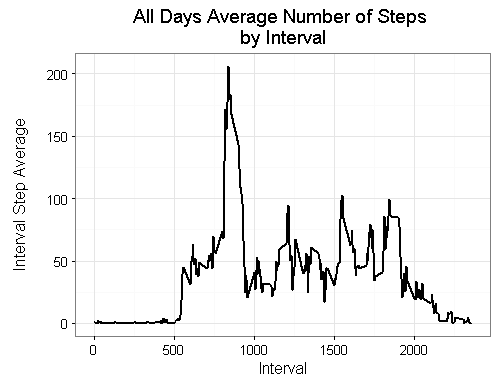 All Days Average Number of Steps
by Interval
Interval Step Average
200
150
100
50
0
0 500 1000 1500 2000
Interval